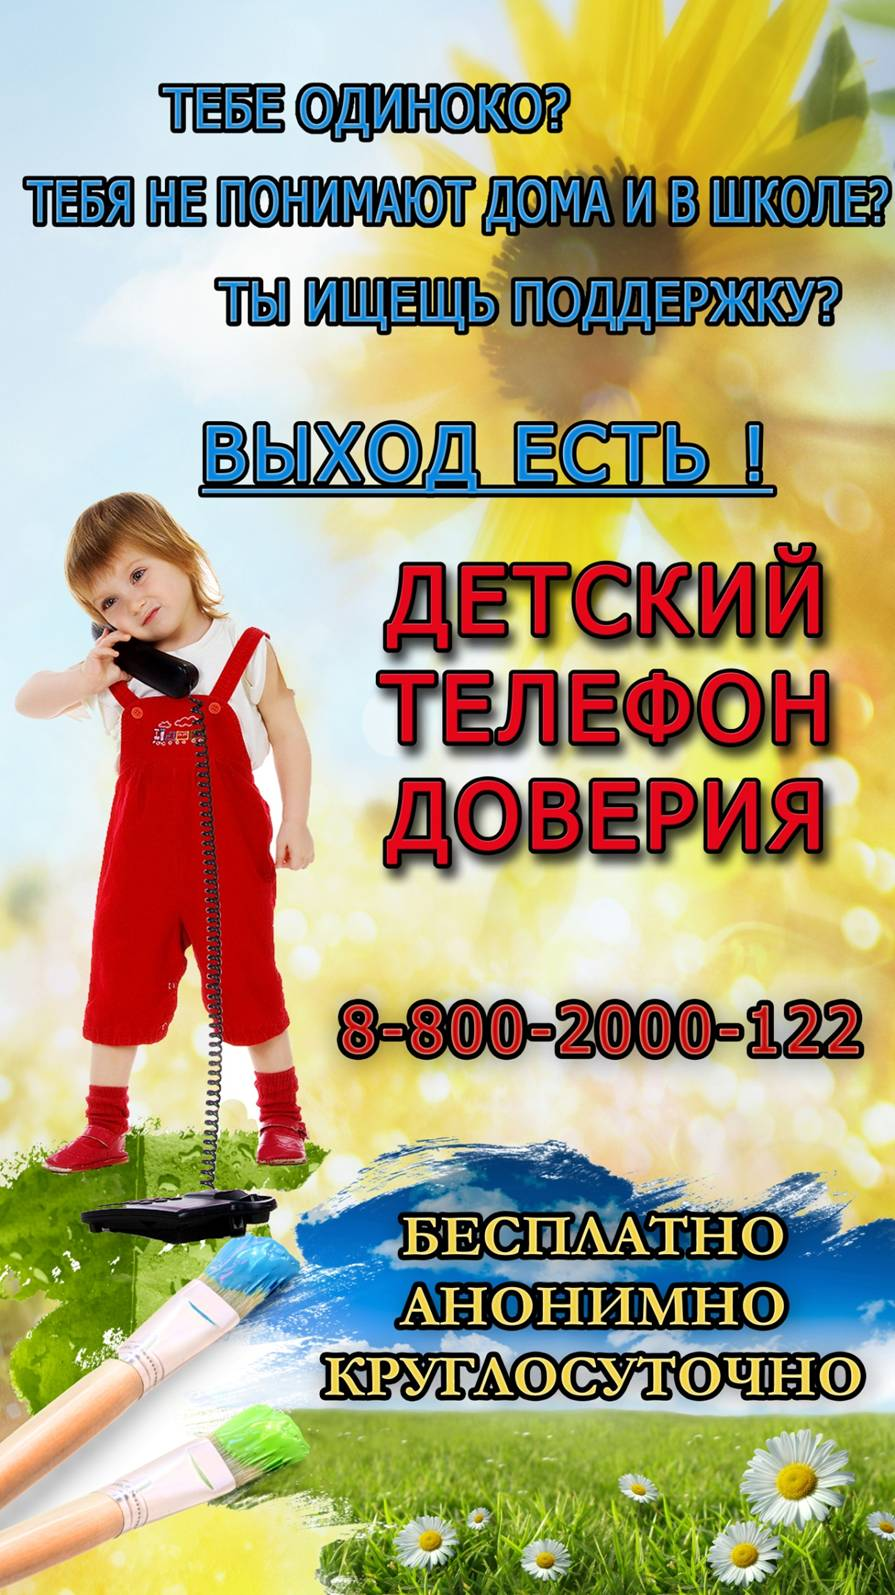 ТЕБЕ ОДИНОКО?
ТЕБЯ НЕ ПОНИМАЮТ ДОМА И В ШКОЛЕ?
ТЫ ИЩЕЩЬ ПОДДЕРЖКУ?
ВЫХОД ЕСТЬ !
ДЕТСКИЙ
ТЕЛЕФОН
ДОВЕРИЯ
8-800-2000-122
БЕСПЛАТНО
АНОНИМНО
КРУГЛОСУТОЧНО